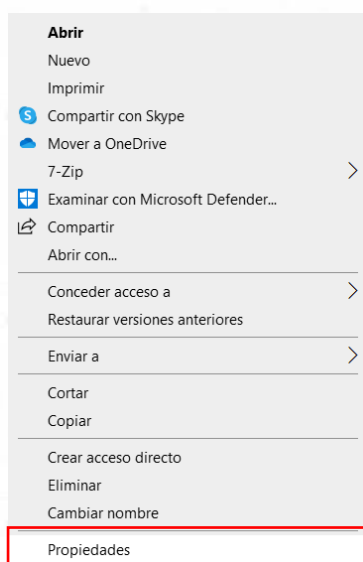 Abrir
Nuevo
Imprimir
Compartir con Skype
Mover a OneDrive
7-Zip
Examinar con Microsoft Defender...
Compartir
Abrir con...
Conceder acceso a
Restaurar versiones anteriores
Enviar a
Cortar
Copiar
Crear acceso directo
Eliminar
Cambiar nombre
Propiedades